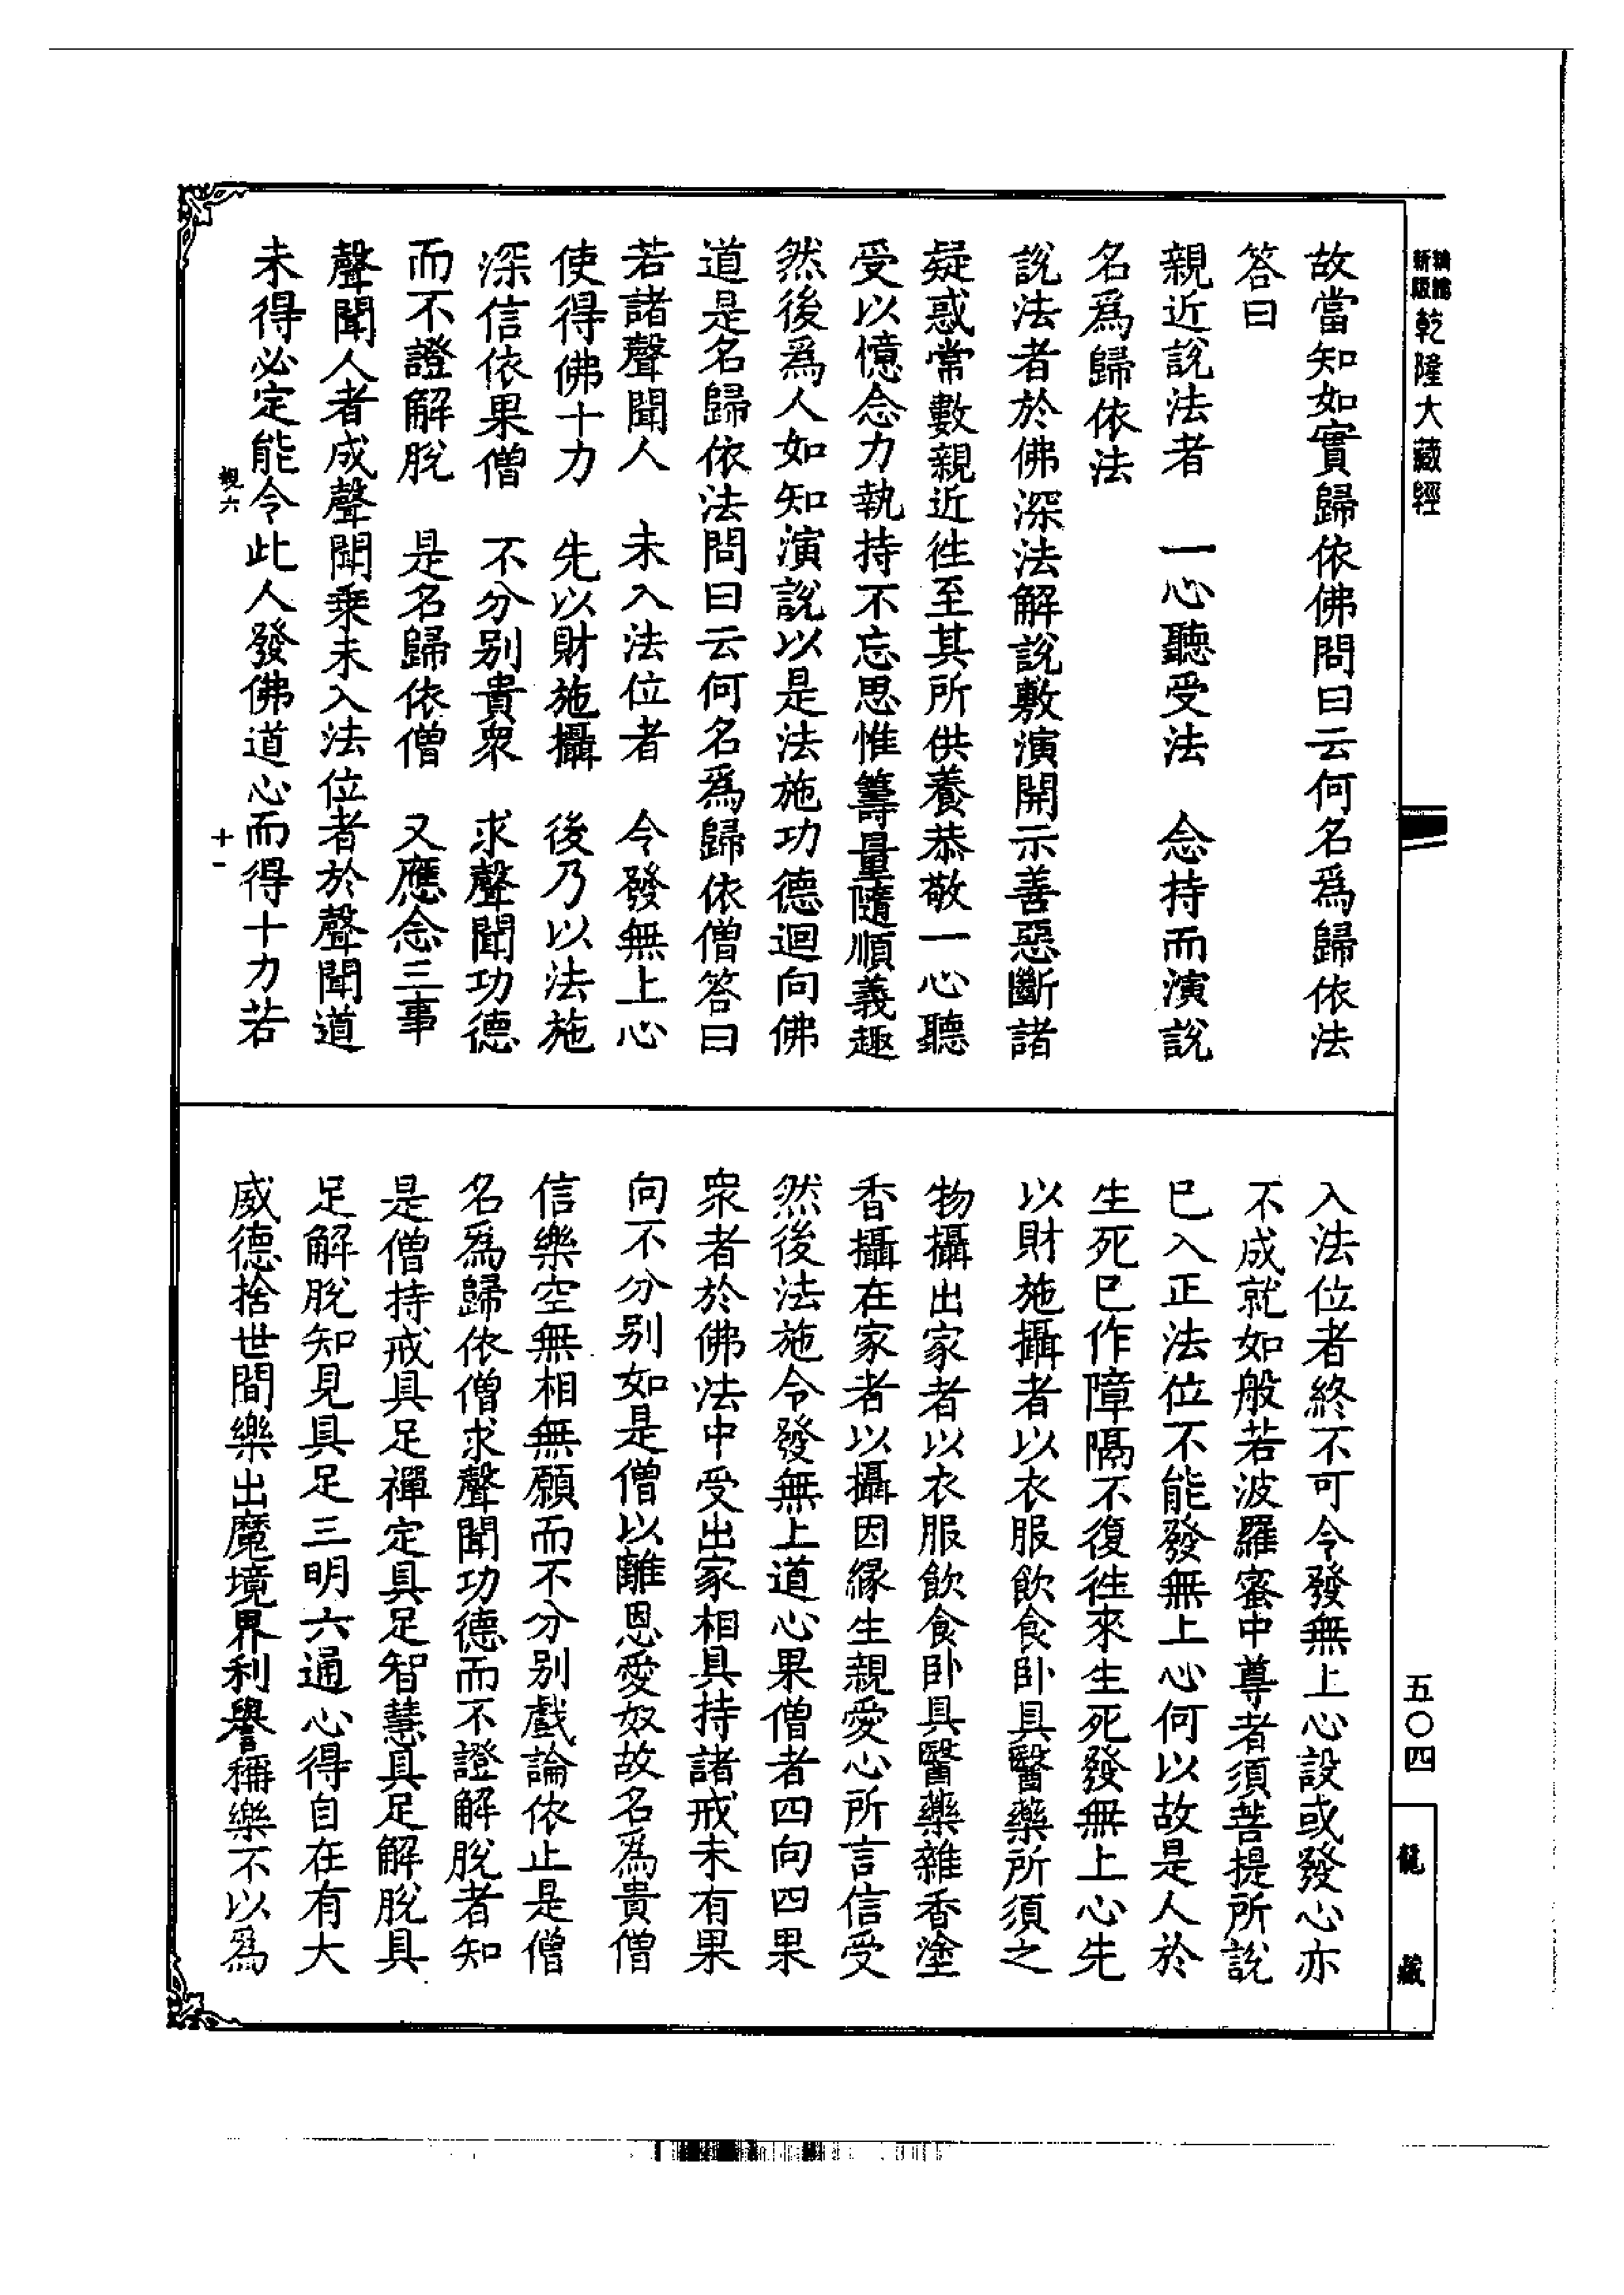 新版
乾隆大藏經
故當知如實歸依佛問曰云何名爲歸依法
答曰
親近說法者　一心聽受法　念持而演說
名爲歸依法
說法者於佛深法解說敷演開示善惡斷諸
疑惑常數親近徃至其所供養恭敬一心聽
受以憶念力執持不忘思惟籌量隨順義趣
然後爲人如知演說以是法施功德迴向佛
道是名歸依法問曰云何名爲歸依僧答曰
若諸聲聞人　未入法位者　令發無上心
使得佛十力　先以財施攝　後乃以法施
深信依果僧　不分別貴衆　求聲聞功德
而不證解脫　是名歸依僧　又應念三事
聲聞人者成聲聞乘未入法位者於聲聞道
未得必定能令此人發佛道心而得十力若
觀六
十一
入法位者終不可令發無上心設或發心亦
不成就如般若波羅蜜中尊者須菩提所說
已入正法位不能發無上心何以故是人於
生死已作障隔不復徃來生死發無上心先
以財施攝者以衣服飲食卧具醫藥所須之
物攝出家者以衣服飲食卧具醫藥雜香塗
香攝在家者以攝因緣生親愛心所言信受
然後法施令發無上道心果僧者四向四果
衆者於佛法中受出家相具持諸戒未有果
向不分別如是僧以離恩愛奴故名爲貴僧
信樂空無相無願而不分別戲論依止是僧
名爲歸依僧求聲聞功德而不證解脫者知
是僧持戒具足禪定具足智慧具足解脫具
足解脫知見具足三明六通心得自在有大
威德捨世間樂出魔境界利譽稱樂不以爲
五〇四
龍藏